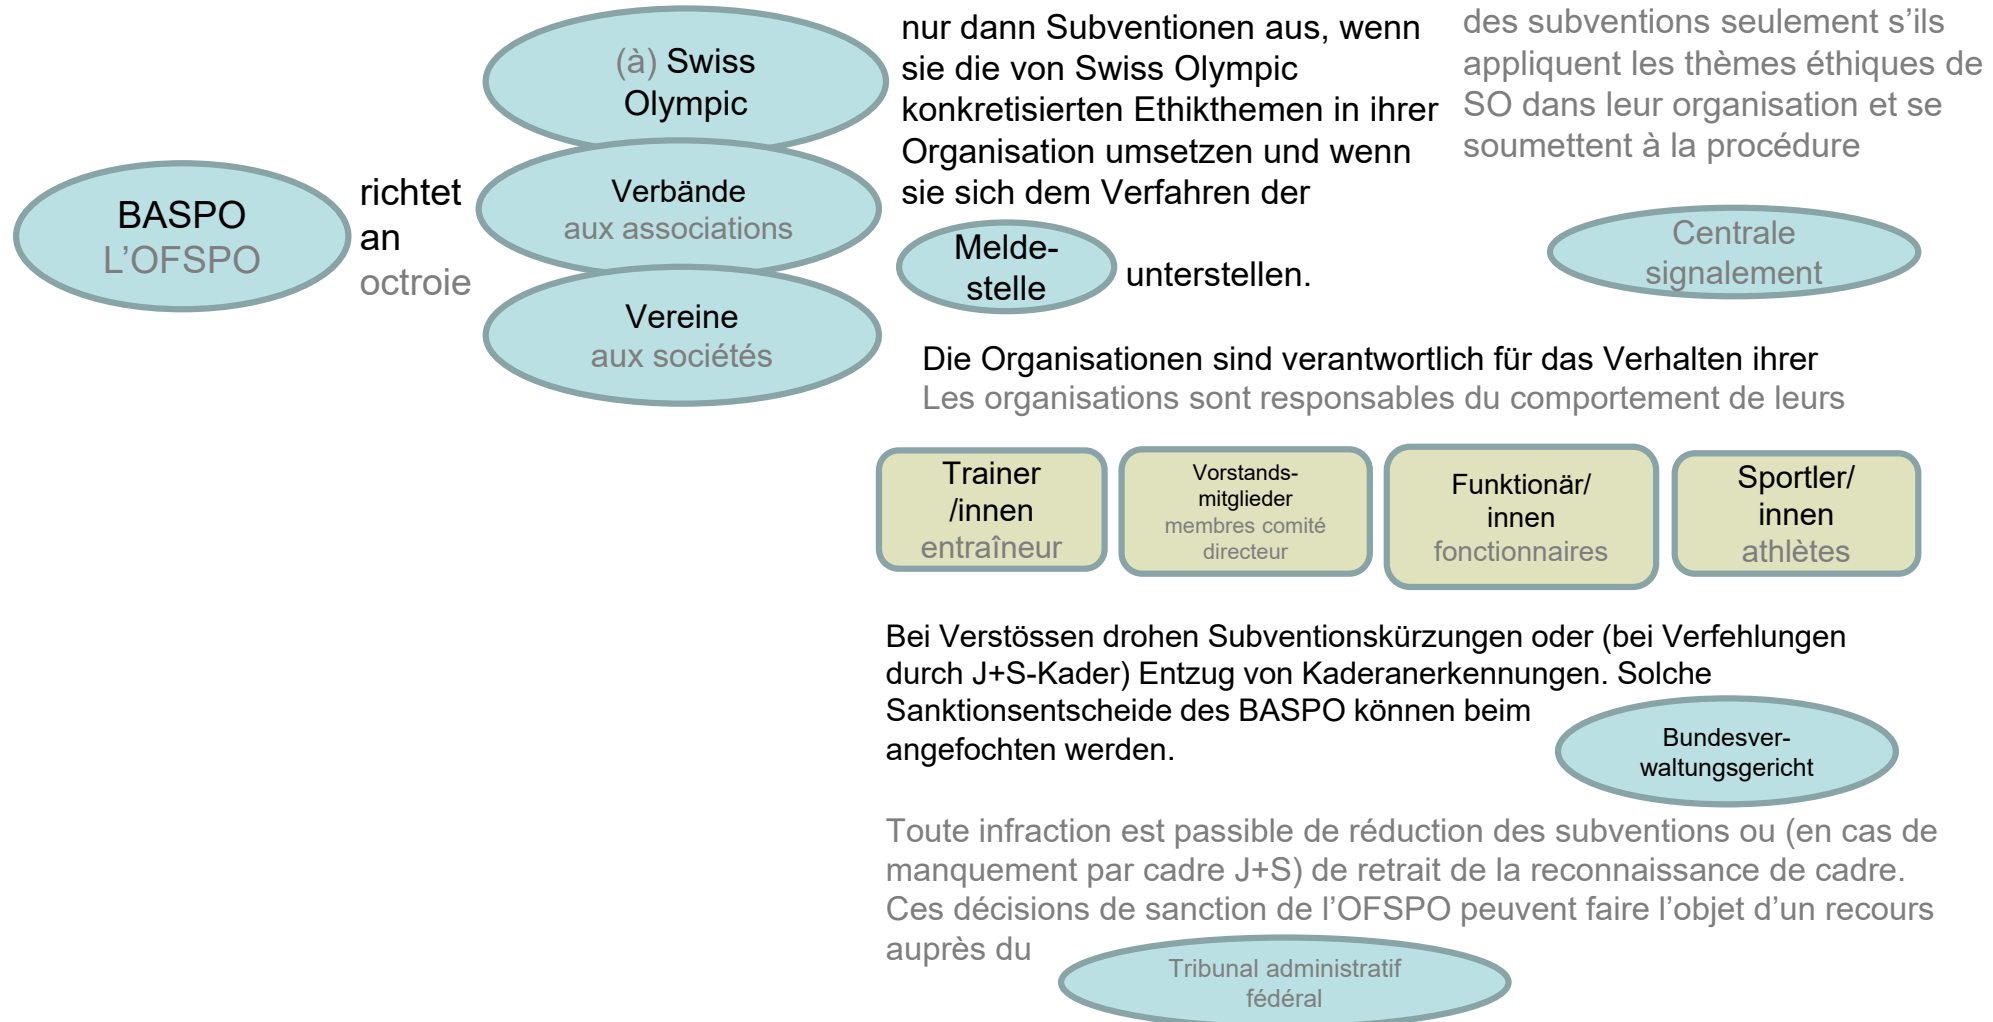 BASPO
L’OFSPO
richtet
an
octroie
(à) Swiss
Olympic
Verbände
aux associations
Vereine
aux sociétés
nur dann Subventionen aus, wenn
sie die von Swiss Olympic
konkretisierten Ethikthemen in ihrer
Organisation umsetzen und wenn
sie sich dem Verfahren der
Melde-
stelle
unterstellen.
des subventions seulement s’ils
appliquent les thèmes éthiques de
SO dans leur organisation et se
soumettent à la procédure
Centrale
signalement
Die Organisationen sind verantwortlich für das Verhalten ihrer
Les organisations sont responsables du comportement de leurs
Trainer
/innen
entraîneur
Vorstands-
mitglieder
membres comité
directeur
Funktionär/
innen
fonctionnaires
Sportler/
innen
athlètes
Bei Verstössen drohen Subventionskürzungen oder (bei Verfehlungen
durch J+S-Kader) Entzug von Kaderanerkennungen. Solche
Sanktionsentscheide des BASPO können beim
angefochten werden.
Bundesver-
waltungsgericht
Toute infraction est passible de réduction des subventions ou (en cas de
manquement par cadre J+S) de retrait de la reconnaissance de cadre.
Ces décisions de sanction de l’OFSPO peuvent faire l’objet d’un recours
auprès du
Tribunal administratif
fédéral